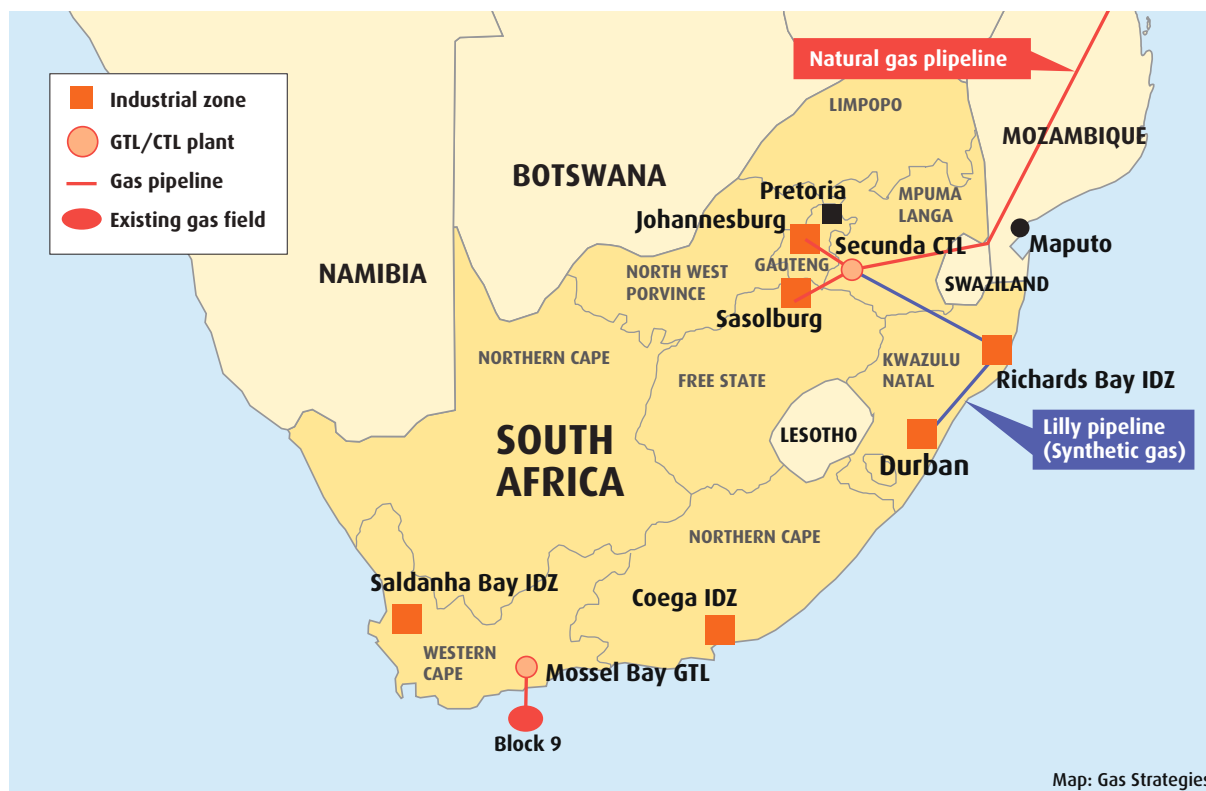 Natural gas plipeline
Industrial zone
GTL/CTL plant
Gas pipeline
Existing gas field
LIMPOPO
MOZAMBIQUE
BOTSWANA
Pretoria
MPUMA
LANGA
Johannesburg
Secunda CTL
Maputo
NAMIBIA
GAUTENG
NORTH WEST
PORVINCE
SWAZILAND
Sasolburg
NORTHERN CAPE
FREE STATE
KWAZULU
NATAL
Richards Bay IDZ
SOUTH
AFRICA
LESOTHO
Lilly pipeline
(Synthetic gas)
Durban
NORTHERN CAPE
Saldanha Bay IDZ
Coega IDZ
WESTERN
CAPE
Mossel Bay GTL
Block 9
Map: Gas Strategies